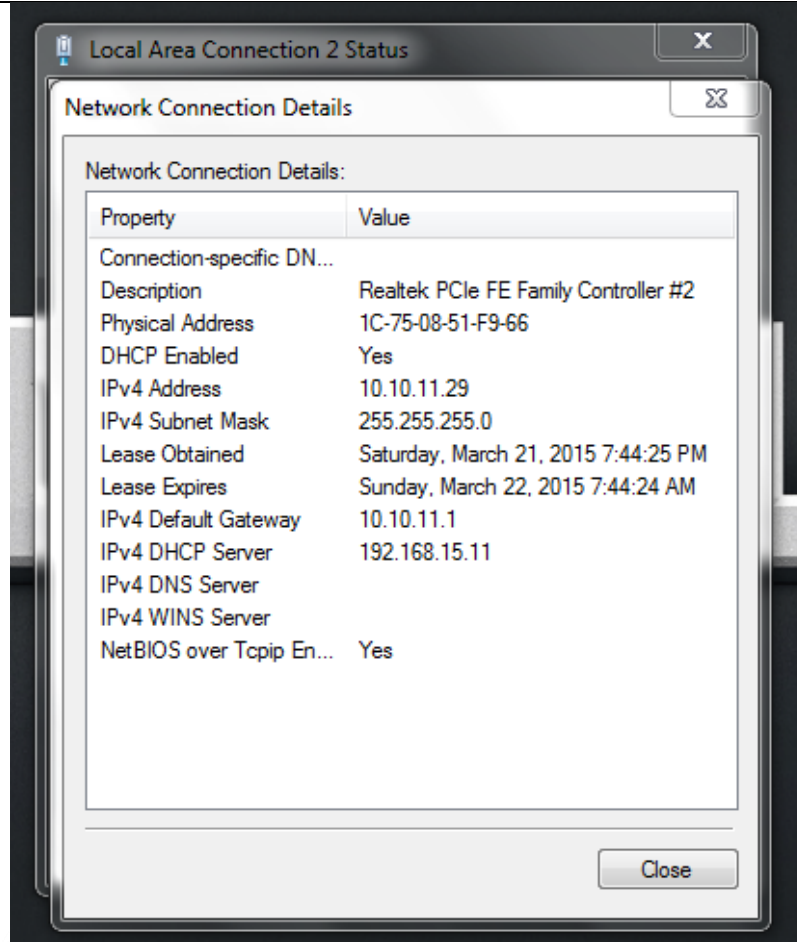 Local Area Connection 2 Status
Network Connection Details
Network Connection Details:
Property Value
Connection-specific DN...
Description Realtek PCIe FE Family Controller #2
Physical Address 1C-75-08-51-F9-66
DHCP Enabled Yes
IPv4 Address 10.10.11.29
IPv4 Subnet Mask 255.255.255.0
Lease Obtained Saturday, March 21, 2015 7:44:25 PM
Lease Expires Sunday, March 22, 2015 7:44:24 AM
IPv4 Default Gateway 10.10.11.1
IPv4 DHCP Server 192.168.15.11
IPv4 DNS Server
IPv4 WINS Server
NetBIOS over Tcpip En... Yes
Close